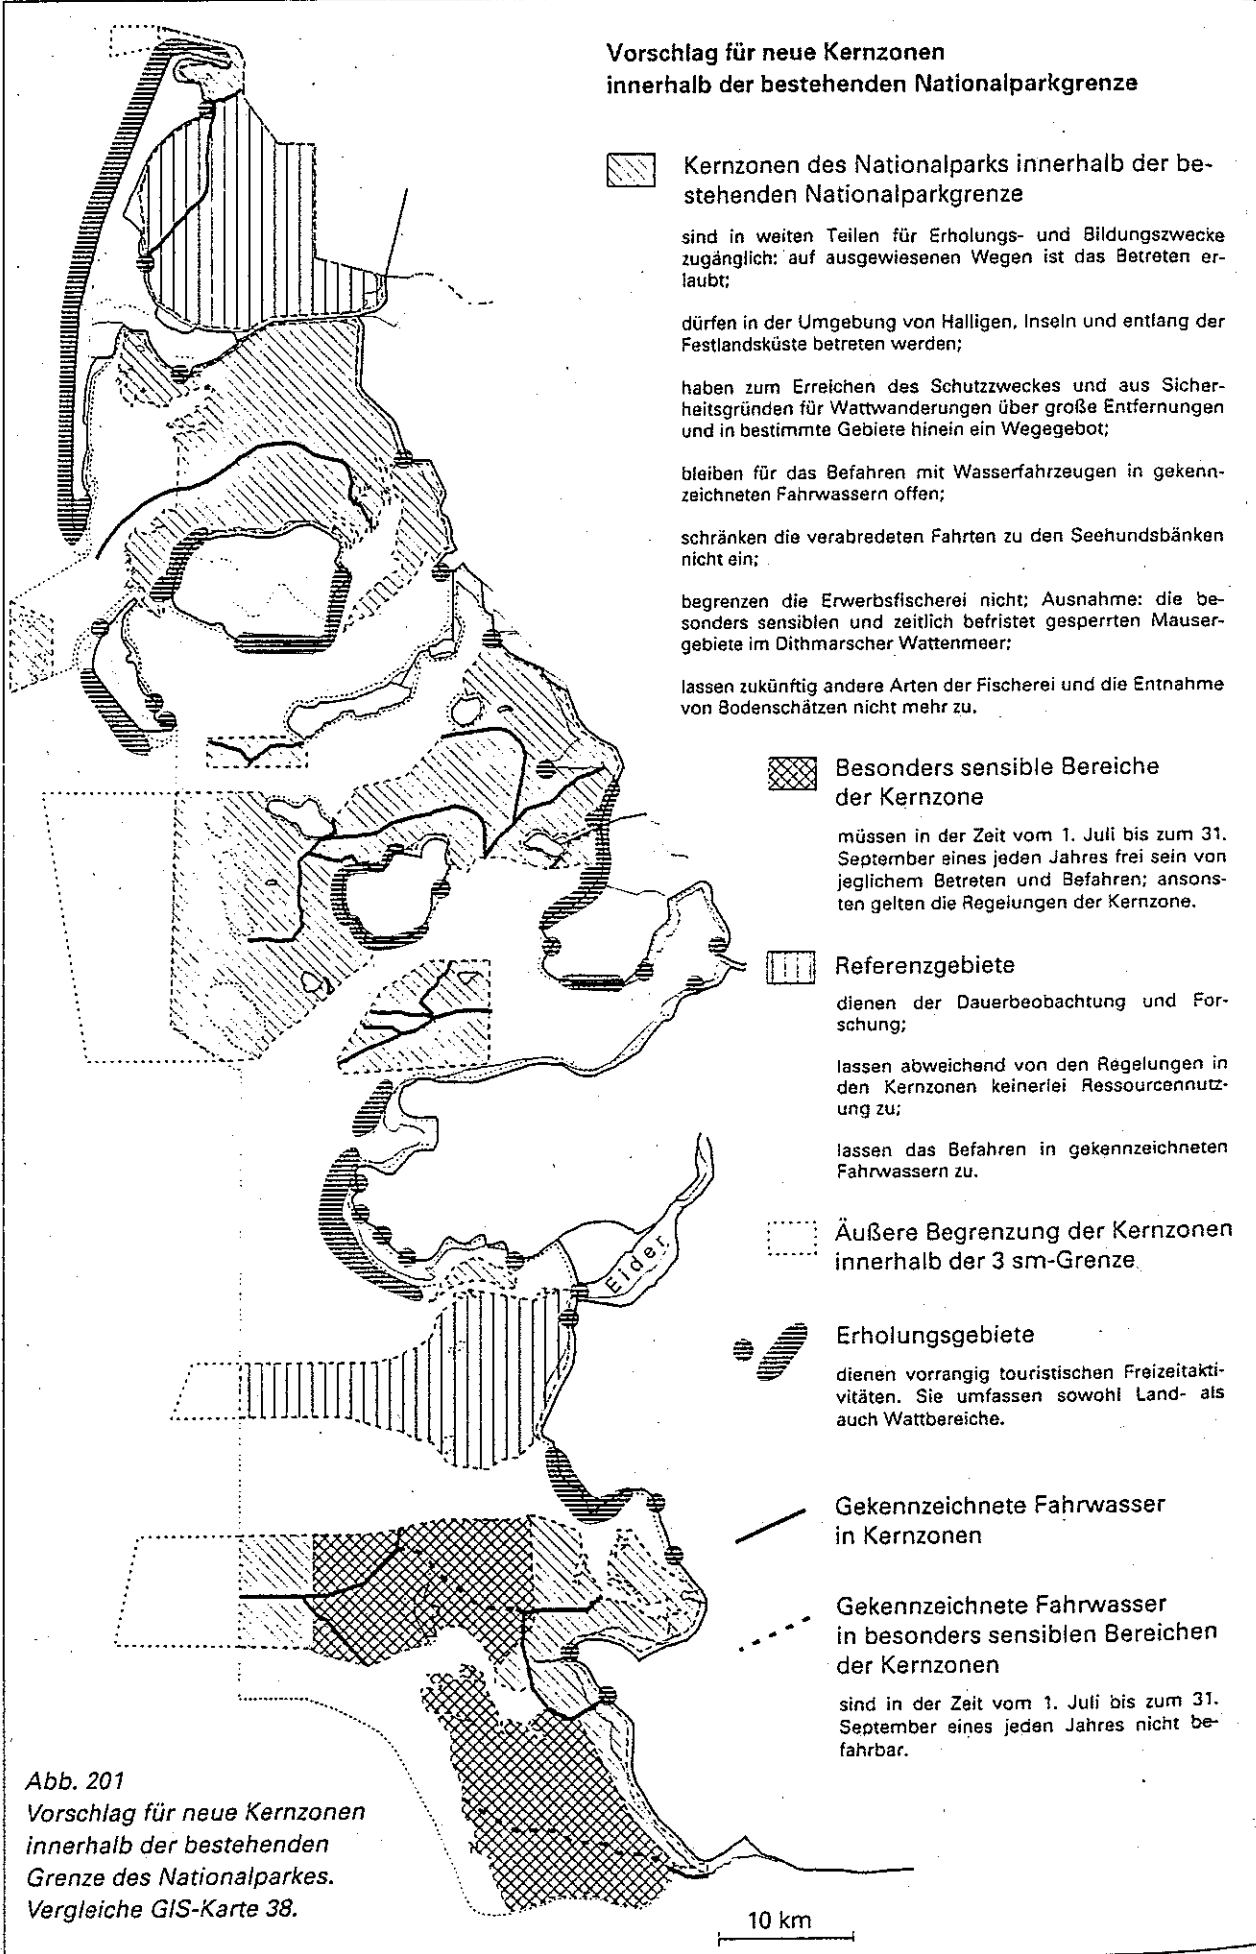 Vorschlag für neue Kernzonen
innerhalb der bestehenden Nationalparkgrenze
Kernzonen des Nationalparks innerhalb der be-
stehenden Nationalparkgrenze
sind in weiten Teilen für Erholungs- und Bildungszwecke
zugänglich: auf ausgewiesenen Wegen ist das Betreten er-
laubt;
dürfen in der Umgebung von Halligen, Inseln und entlang der
Festlandsküste betreten werden;
haben zum Erreichen des Schutzzweckes und aus Sicher-
heitsgründen für Wattwanderungen über große Entfernungen
und in bestimmte Gebiete hinein ein Wegegebot;
bleiben für das Befahren mit Wasserfahrzeugen in gekenn-
zeichneten Fahrwassern offen;
schränken die verabredeten Fahrten zu den Seehundsbänken
nicht ein;
begrenzen die Erwerbsfischerei nicht; Ausnahme: die be-
sonders sensiblen und zeitlich befristet gesperrten Mauser-
gebiete im Dithmarscher Wattenmeer;
lassen zukünftig andere Arten der Fischerei und die Entnahme
von Bodenschätzen nicht mehr zu.
Besonders sensible Bereiche
der Kernzone
müssen in der Zeit vom 1. Juli bis zum 31.
September eines jeden Jahres frei sein von
jeglichem Betreten und Befahren; ansons-
ten gelten die Regelungen der Kernzone.
Referenzgebiete
dienen der Dauerbeobachtung und For-
schung;
lassen abweichend von den Regelungen in
den Kernzonen keinerlei Ressourcennutz-
ung zu;
lassen das Befahren in gekennzeichneten
Fahrwassern zu.
Äußere Begrenzung der Kernzonen
innerhalb der 3 sm-Grenze
Eider
Erholungsgebiete
dienen vorrangig touristischen Freizeitakti-
vitäten. Sie umfassen sowohl Land- als
auch Wattbereiche.
Gekennzeichnete Fahrwasser
in Kernzonen
Gekennzeichnete Fahrwasser
in besonders sensiblen Bereichen
der Kernzonen
sind in der Zeit vom 1. Juli bis zum 31.
September eines jeden Jahres nicht be-
fahrbar.
Abb. 201
Vorschlag für neue Kernzonen
innerhalb der bestehenden
Grenze des Nationalparkes.
Vergleiche GIS-Karte 38.
10 km